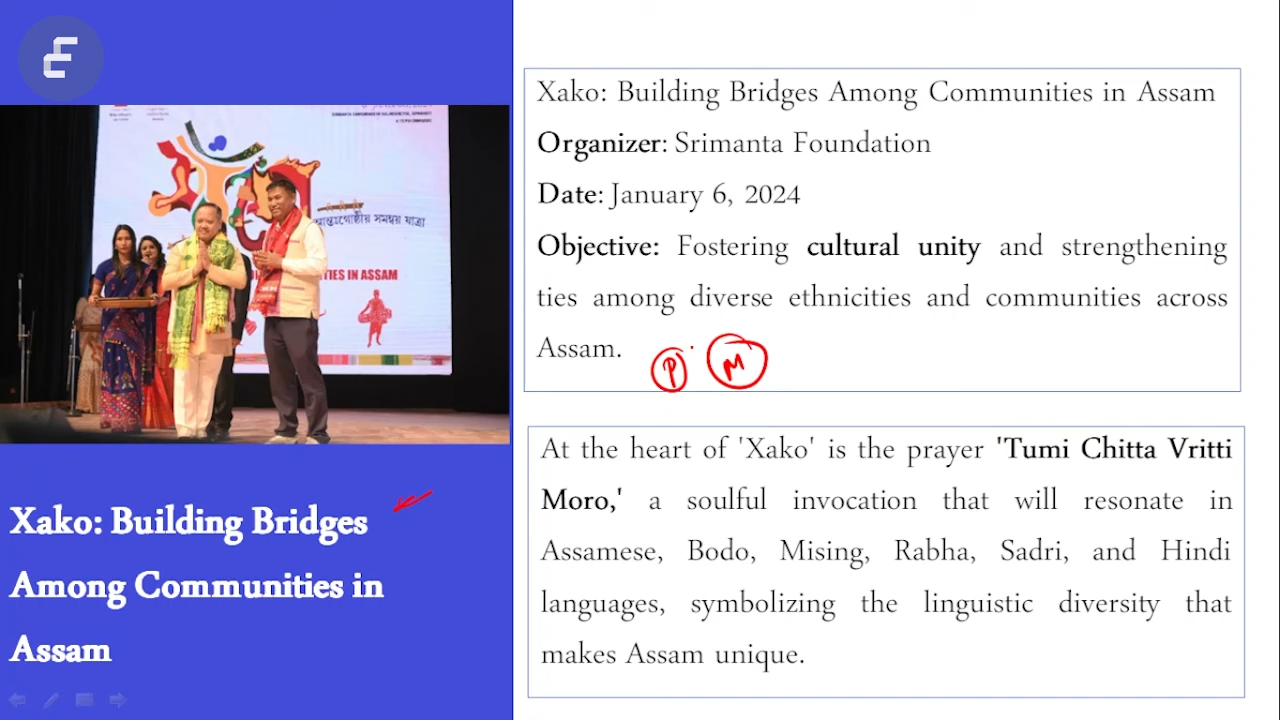 আন্তঃগোষ্ঠীয় সমন্বয় যাত্ৰা
TIES IN ASSAM
Xako: Building Bridges
Among Communities in
Assam
Xako: Building Bridges Among Communities in Assam
Organizer: Srimanta Foundation
Date: January 6, 2024
Objective: Fostering cultural unity and strengthening
ties among diverse ethnicities and communities across
Assam.
P M
At the heart of 'Xako' is the prayer 'Tumi Chitta Vritti
Moro,' a soulful invocation that will resonate in
Assamese, Bodo, Mising, Rabha, Sadri, and Hindi
languages, symbolizing the linguistic diversity that
makes Assam unique.